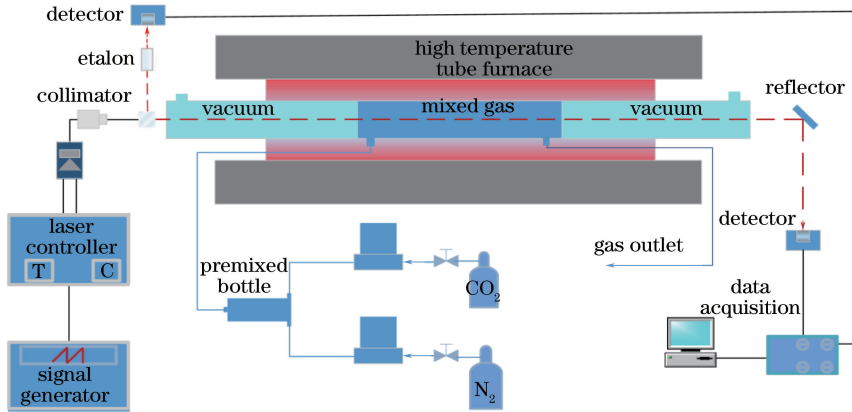 detector
etalon
collimator
high temperature
tube furnace
vacuum
mixed gas
vacuum
reflector
laser
controller
T
C
signal
generator
premixed
bottle
CO₂
N₂
gas outlet
detector
data
acquisition